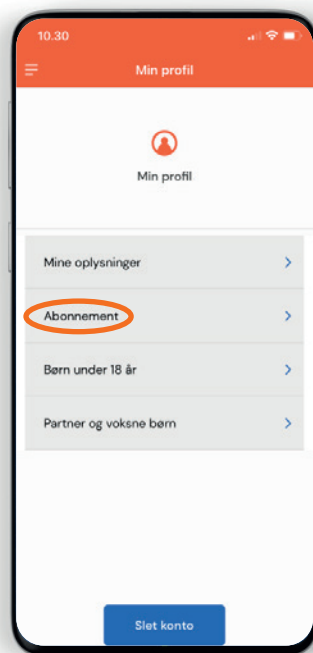 10.30
Min profil
Min profil
Mine oplysninger
Abonnement
Børn under 18 år
Partner og voksne børn
Slet konto